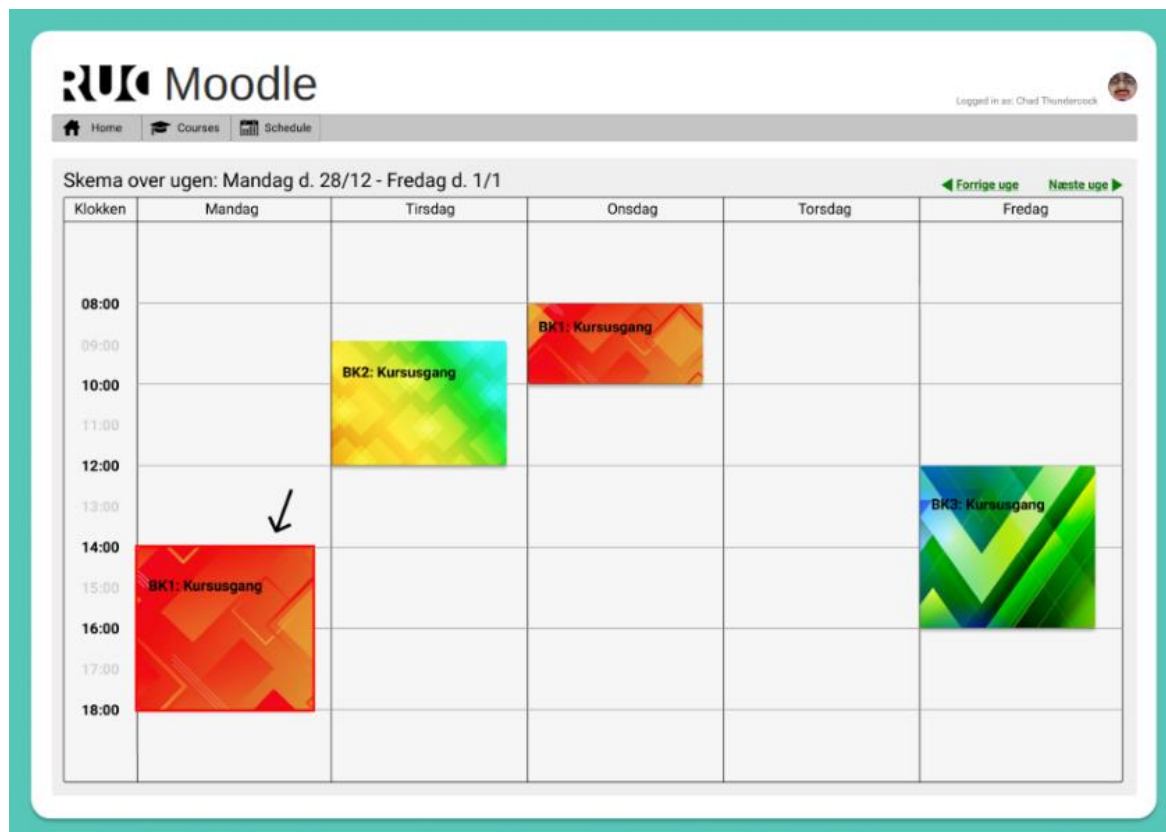 RUC Moodle
Logged in as: Chad Thundercock
Home Courses Schedule
Skema over ugen: Mandag d. 28/12 - Fredag d. 1/1
Forrige uge Næste uge
Klokken Mandag Tirsdag Onsdag Torsdag Fredag
08:00
BK1: Kursusgang
09:00
BK2: Kursusgang
10:00
11:00
12:00
13:00
BK3: Kursusgang
14:00
15:00
BK1: Kursusgang
16:00
17:00
18:00